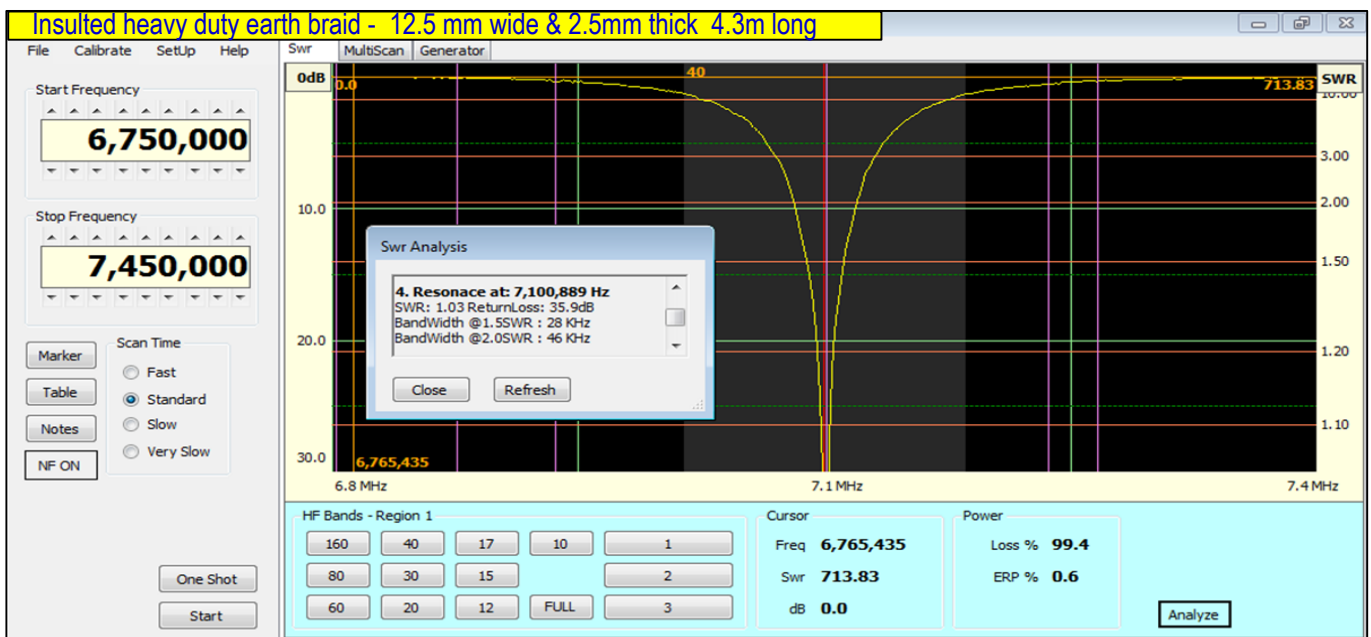 Insulted heavy duty earth braid - 12.5 mm wide & 2.5mm thick 4.3m long
File Calibrate SetUp Help
Swr MultiScan Generator
Start Frequency
6,750,000
Stop Frequency
7,450,000
Marker
Table
Notes
NF ON
Scan Time
Fast
Standard
Slow
Very Slow
One Shot
Start
0dB
0.0
40
713.83
SWR
10.00
3.00
10.0
2.00
1.50
20.0
1.20
1.10
30.0
6,765,435
6.8 MHz 7.1 MHz 7.4 MHz
Swr Analysis
4. Resonace at: 7,100,889 Hz
SWR: 1.03 ReturnLoss: 35.9dB
BandWidth @1.5SWR : 28 KHz
BandWidth @2.0SWR : 46 KHz
Close Refresh
HF Bands - Region 1
160 40 17 10 1
80 30 15 2
60 20 12 FULL 3
Cursor
Freq 6,765,435
Swr 713.83
dB 0.0
Power
Loss % 99.4
ERP % 0.6
Analyze